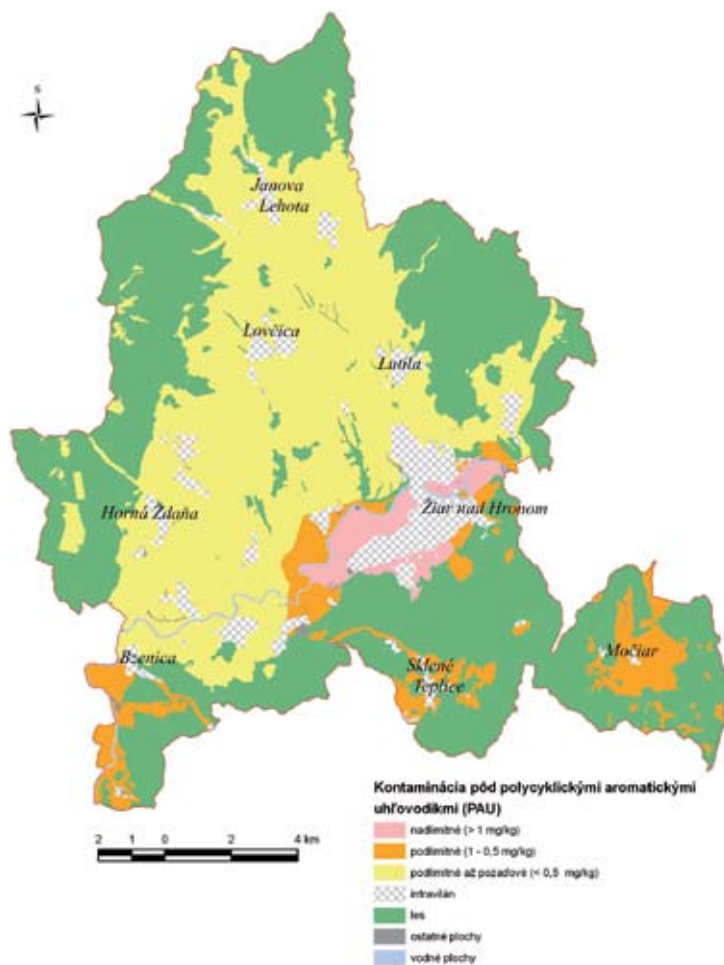 S
Janova
Lehota
Lovčica
Lutila
Horná Ždaňa
Žiar nad Hronom
Bzenica
Sklené
Teplice
Močiar
Kontaminácia pôd polycyklickými aromatickými
uhľovodíkmi (PAU)
nadlimitné (> 1 mg/kg)
podlimitné (1 - 0,5 mg/kg)
podlimitné až pozaďové (< 0,5 mg/kg)
intravilán
les
ostatné plochy
vodné plochy
2 1 0 2 4 km